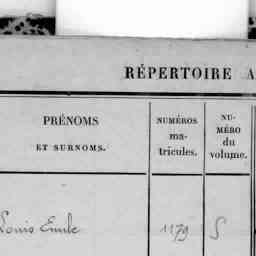 RÉPERTOIRE A
PRÉNOMS
ET SURNOMS.
NUMÉROS
ma-
tricules.
NU-
MÉRO
du
volume.
Louis Emile 1179 5